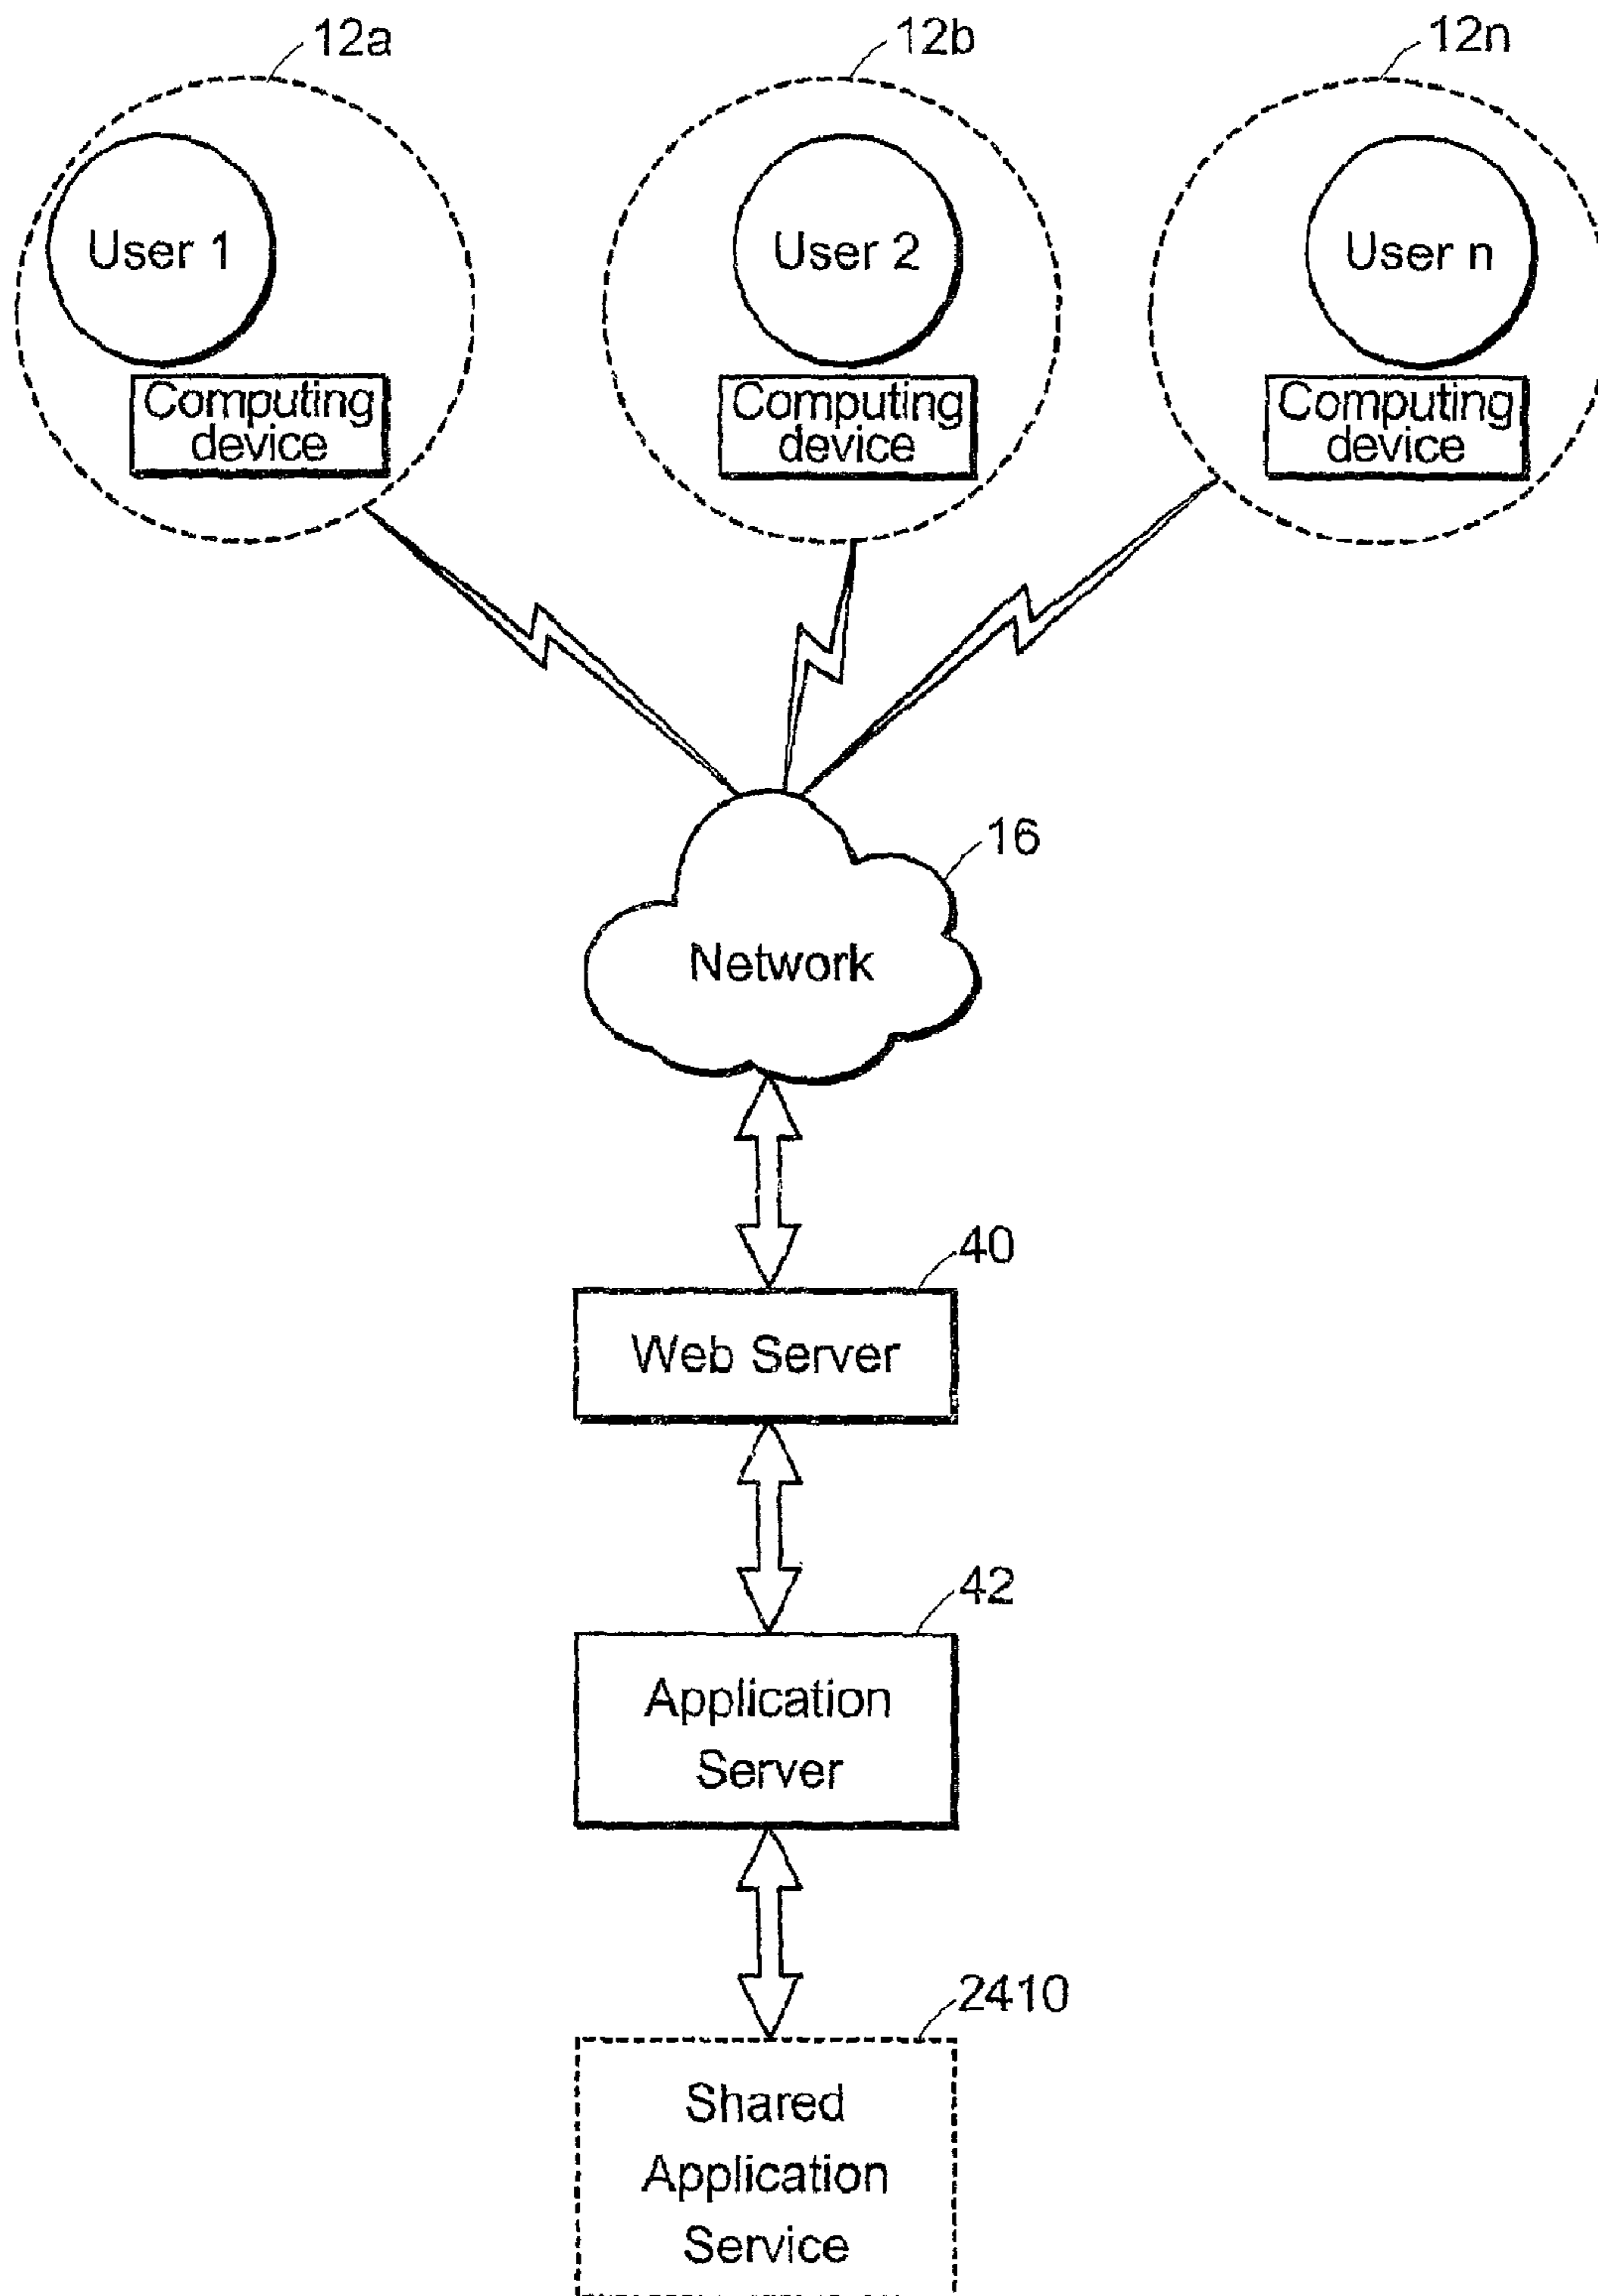 12a
12b
12n
User 1
User 2
User n
Computing
device
Computing
device
Computing
device
16
Network
40
Web Server
42
Application
Server
2410
Shared
Application
Service